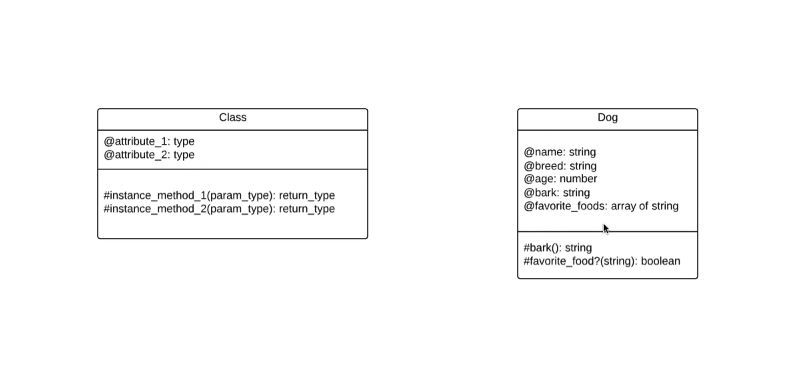 Class
@attribute_1: type
@attribute_2: type
#instance_method_1(param_type): return_type
#instance_method_2(param_type): return_type
Dog
@name: string
@breed: string
@age: number
@bark: string
@favorite_foods: array of string
#bark(): string
#favorite_food?(string): boolean